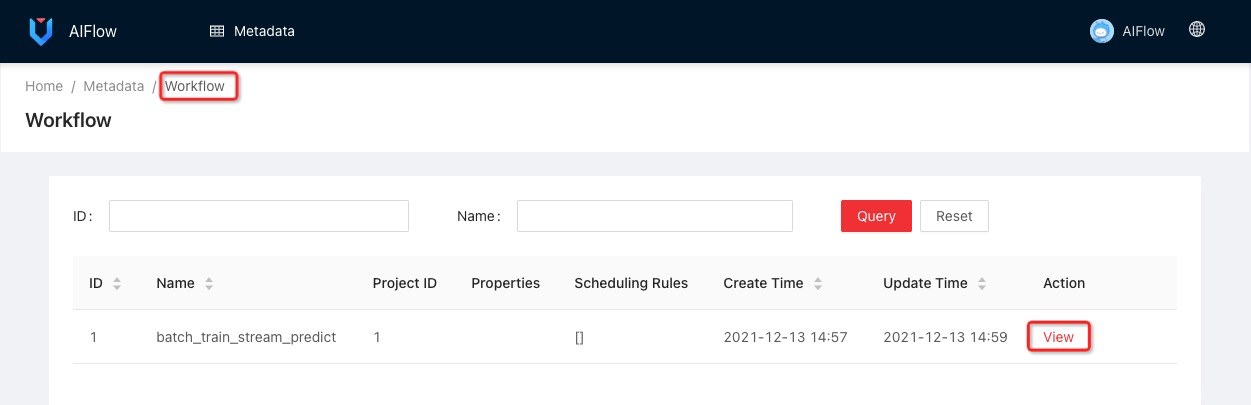 AIFlow Metadata AIFlow
Home / Metadata / Workflow
Workflow
ID: Name: Query Reset
ID Name Project ID Properties Scheduling Rules Create Time Update Time Action
1 batch_train_stream_predict 1 [] 2021-12-13 14:57 2021-12-13 14:59 View